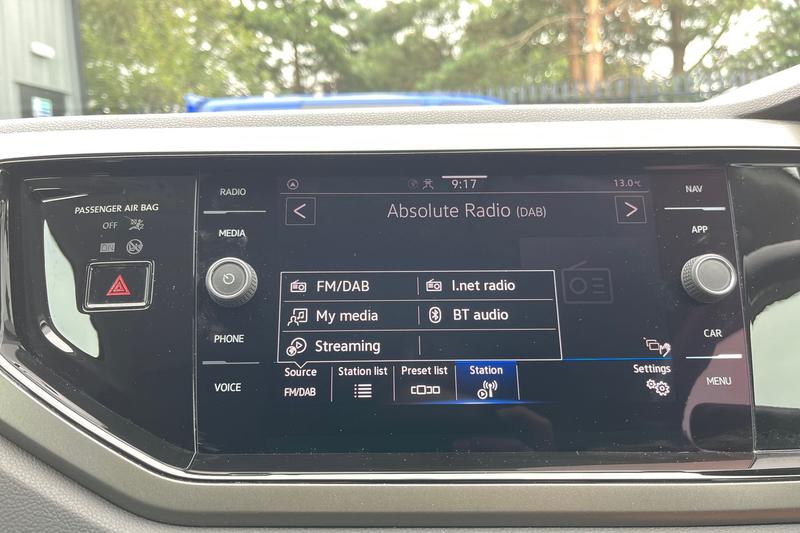 PASSENGER AIR BAG
OFF
ON
RADIO
MEDIA
PHONE
VOICE
9:17
13.0°C
Absolute Radio (DAB)
FM/DAB
I.net radio
My media
BT audio
Streaming
Source
FM/DAB
Station list
Preset list
Station
Settings
NAV
APP
CAR
MENU